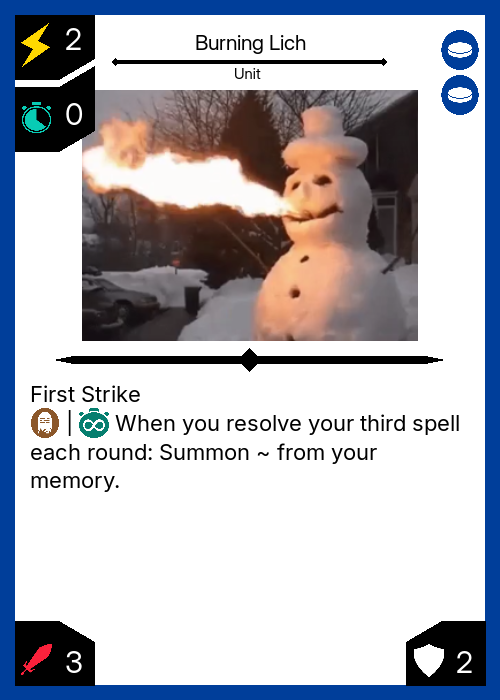 2
Burning Lich
Unit
0
First Strike
| When you resolve your third spell
each round: Summon ~ from your
memory.
3
2